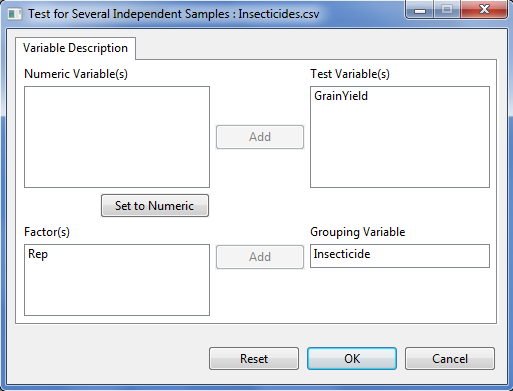 Test for Several Independent Samples : Insecticides.csv
Variable Description
Numeric Variable(s)
Test Variable(s)
GrainYield
Add
Set to Numeric
Factor(s)
Grouping Variable
Rep
Add
Insecticide
Reset
OK
Cancel